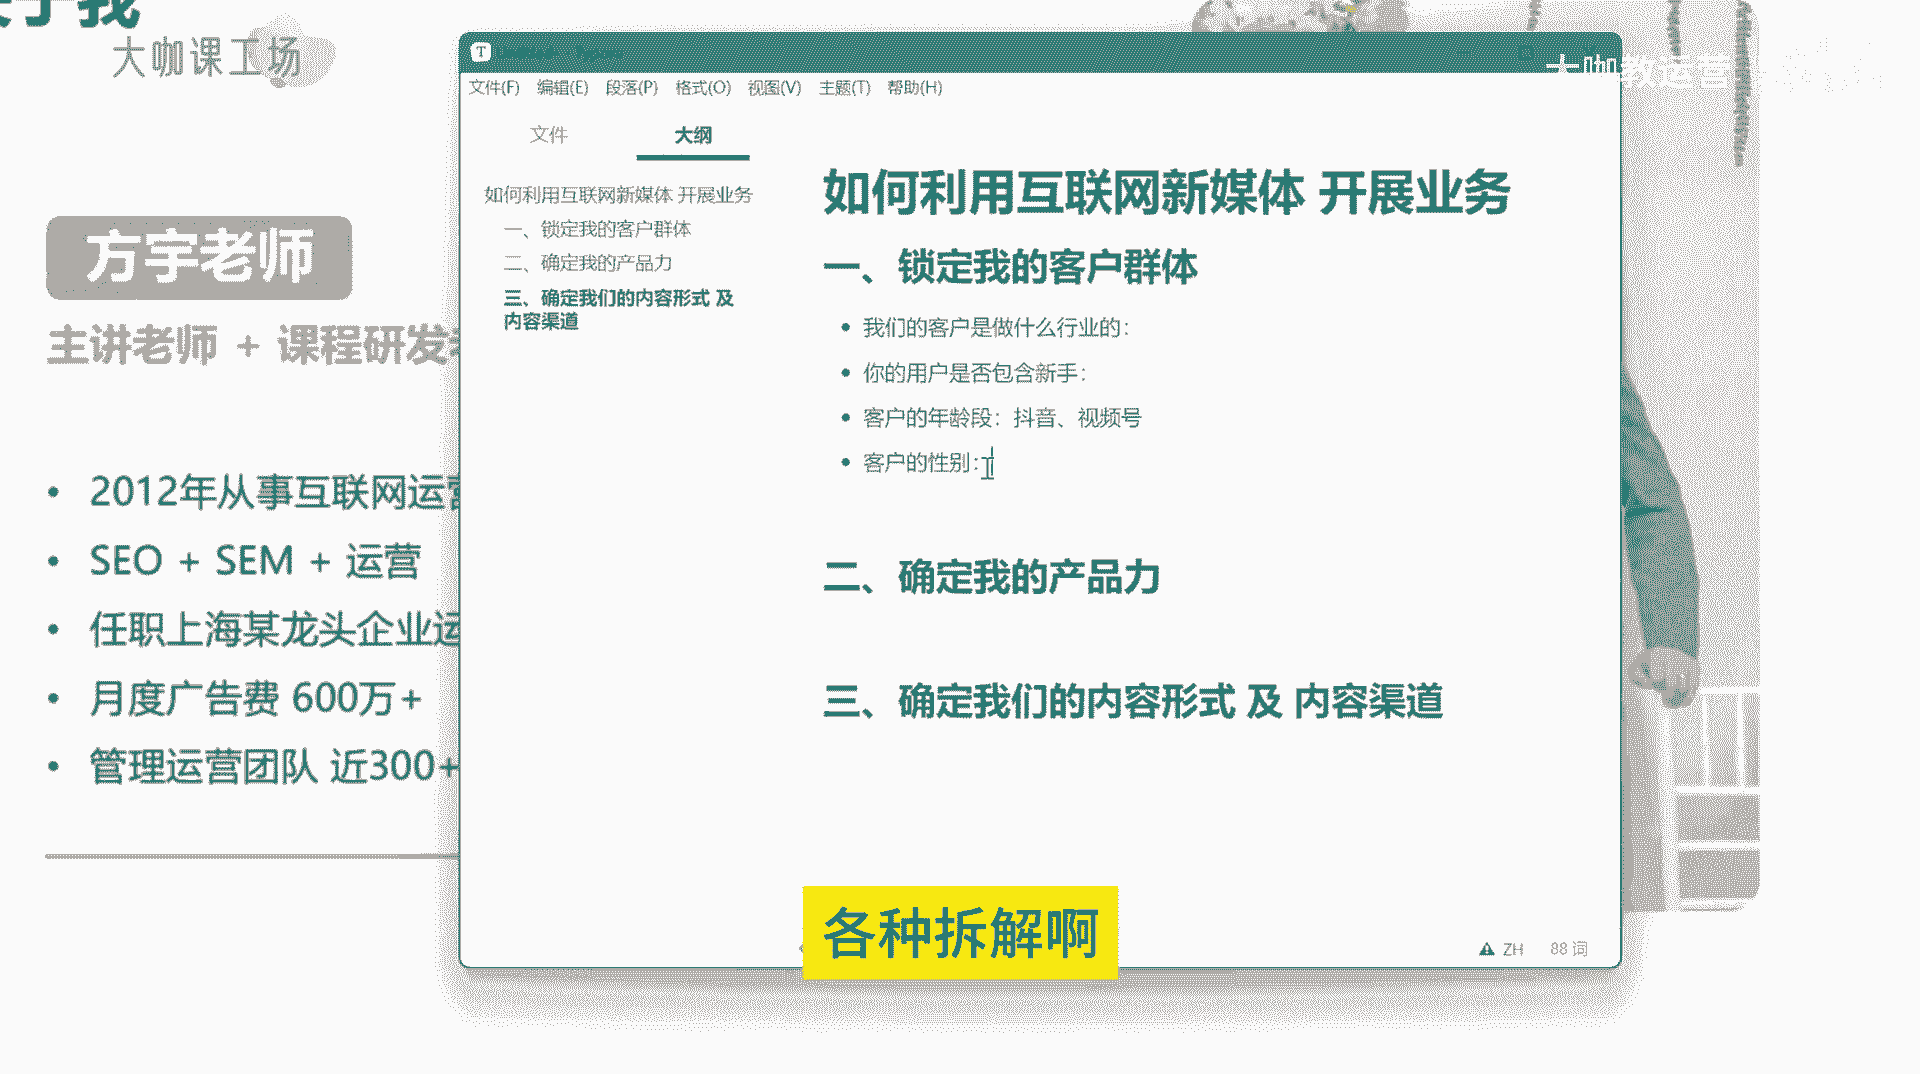 大咖课工场
方宇老师
主讲老师 + 课程研发
2012年从事互联网运营
SEO + SEM + 运营
任职上海某龙头企业运
月度广告费 600万+
管理运营团队 近300+
大咖教运营
文件(F) 编辑(E) 段落(P) 格式(O) 视图(V) 主题(T) 帮助(H)
文件 大纲
如何利用互联网新媒体 开展业务
一、锁定我的客户群体
二、确定我的产品力
三、确定我们的内容形式 及
内容渠道
如何利用互联网新媒体 开展业务
一、锁定我的客户群体
我们的客户是做什么行业的：
你的用户是否包含新手：
客户的年龄段：抖音、视频号
客户的性别：
二、确定我的产品力
三、确定我们的内容形式 及 内容渠道
ZH 88 词
各种拆解啊